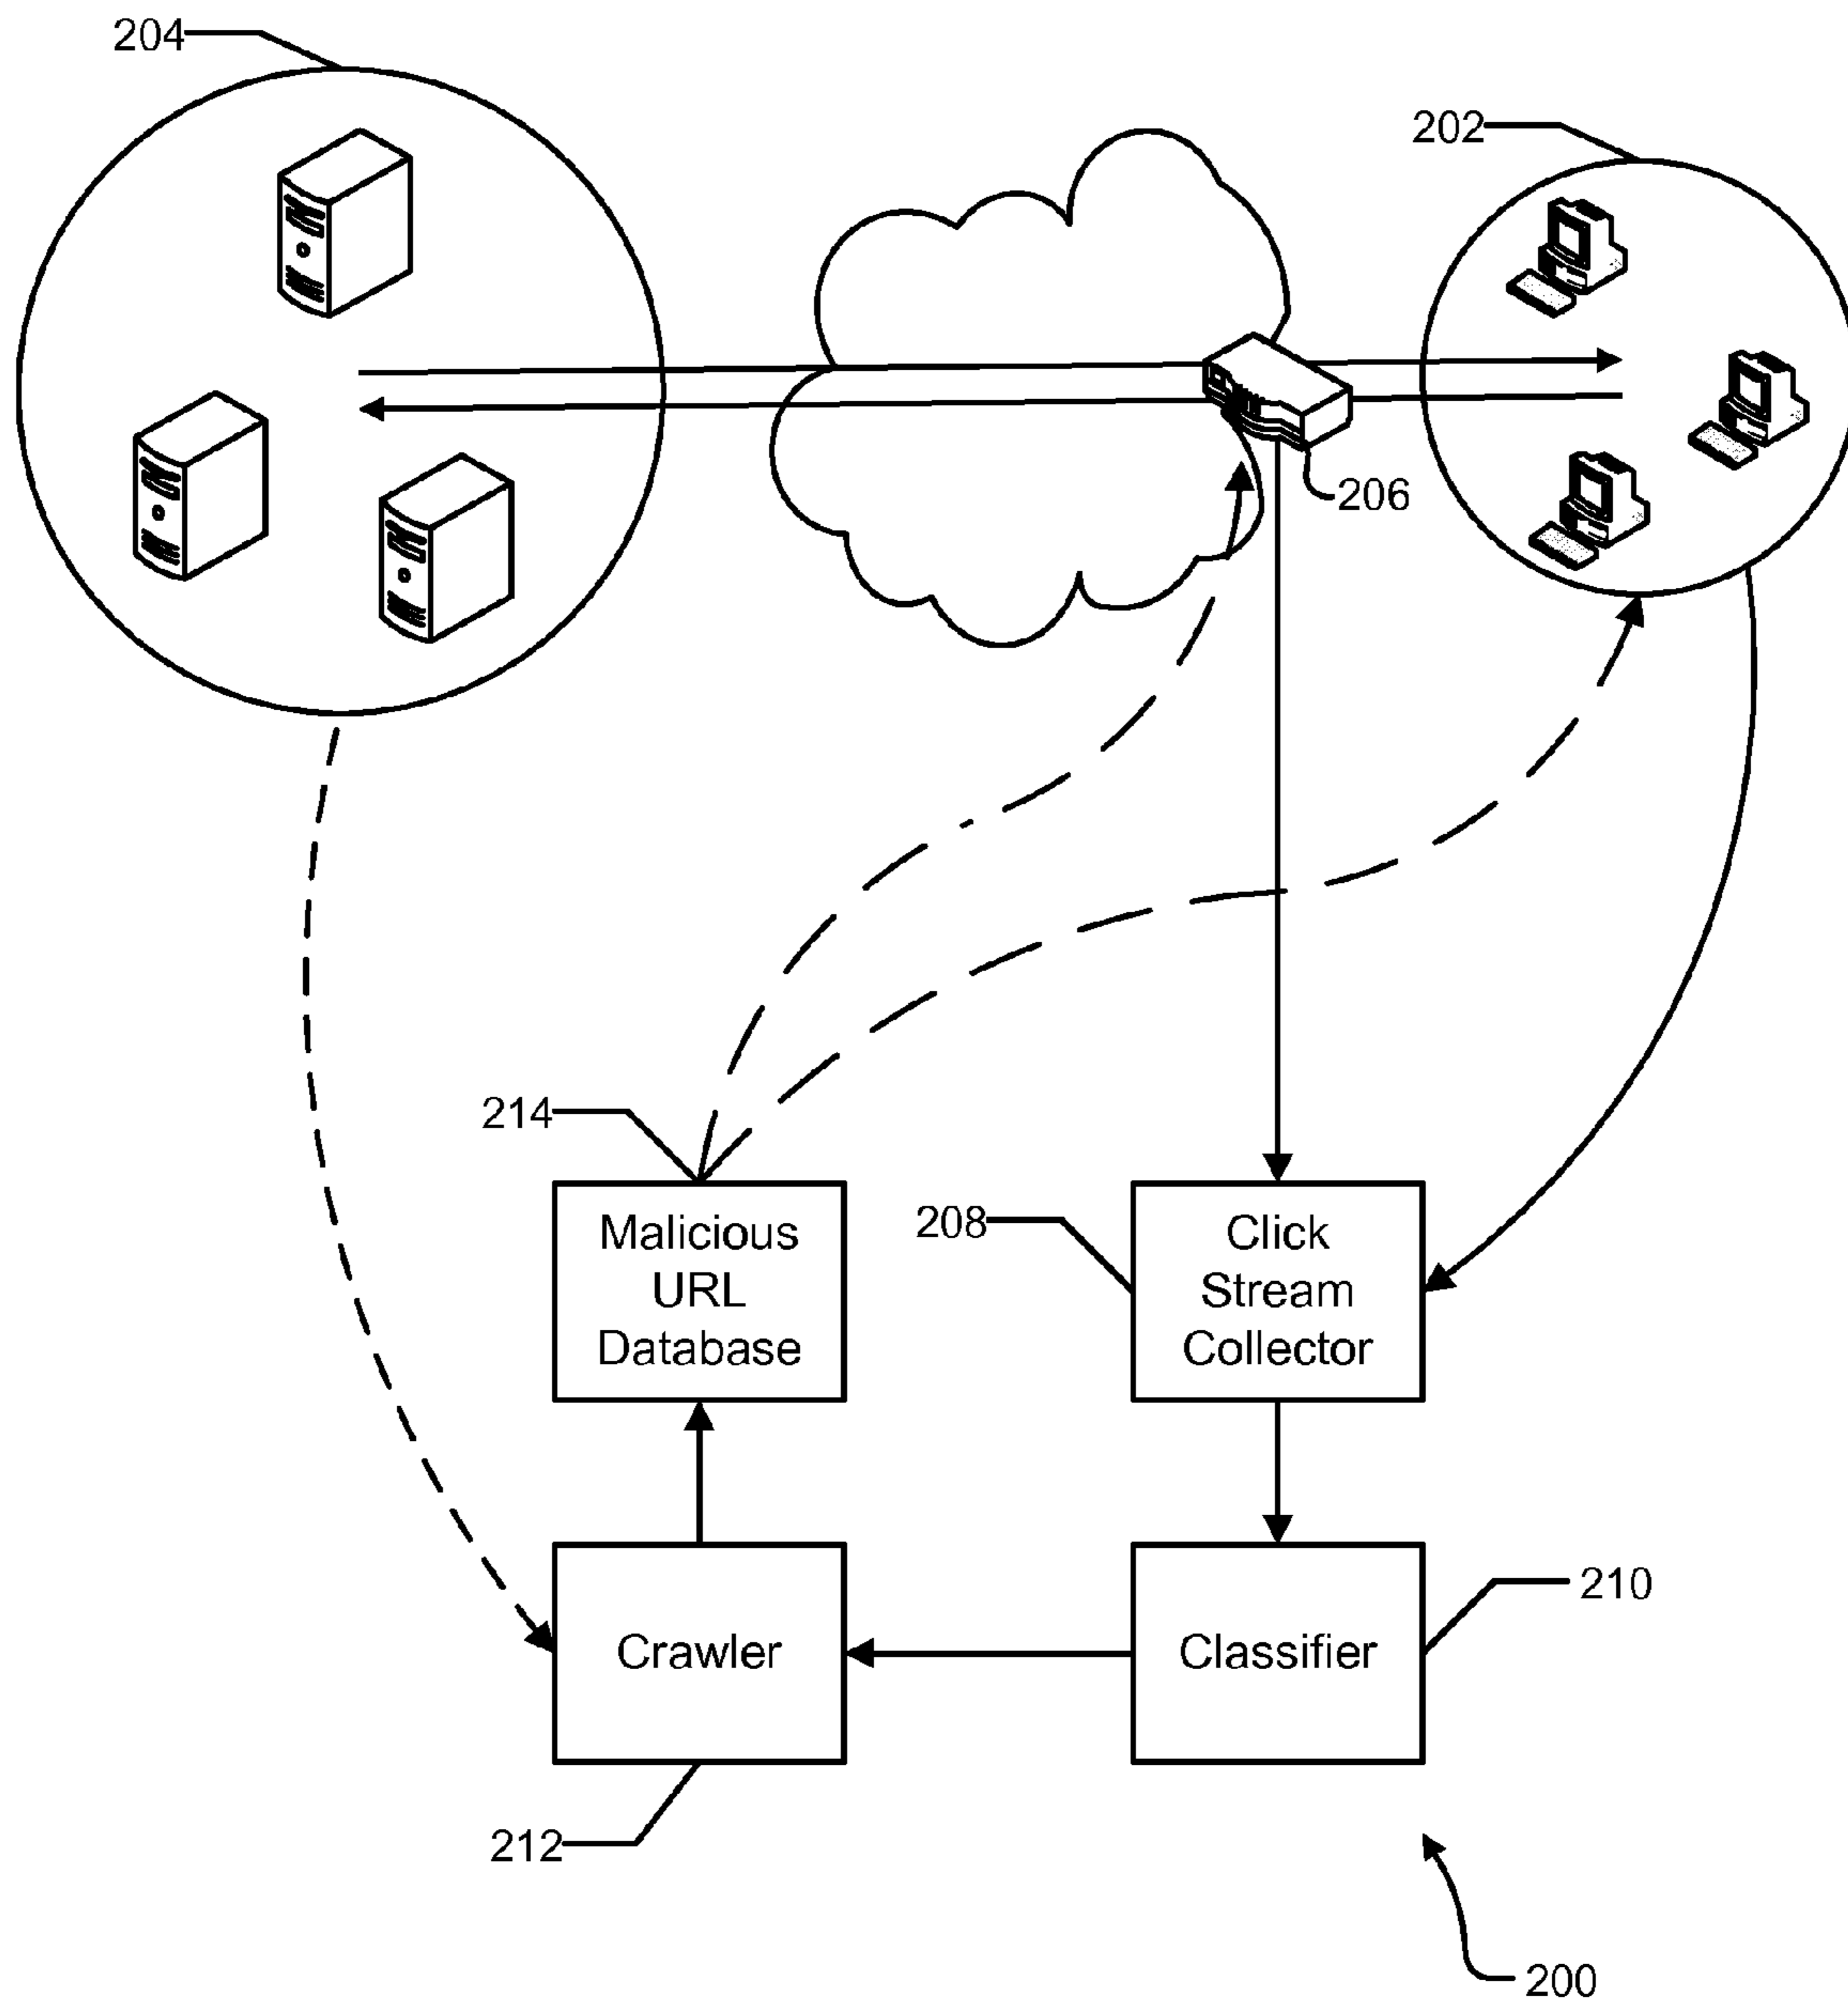 204
202
206
214
Malicious
URL
Database
208
Click
Stream
Collector
Crawler
Classifier
210
212
200